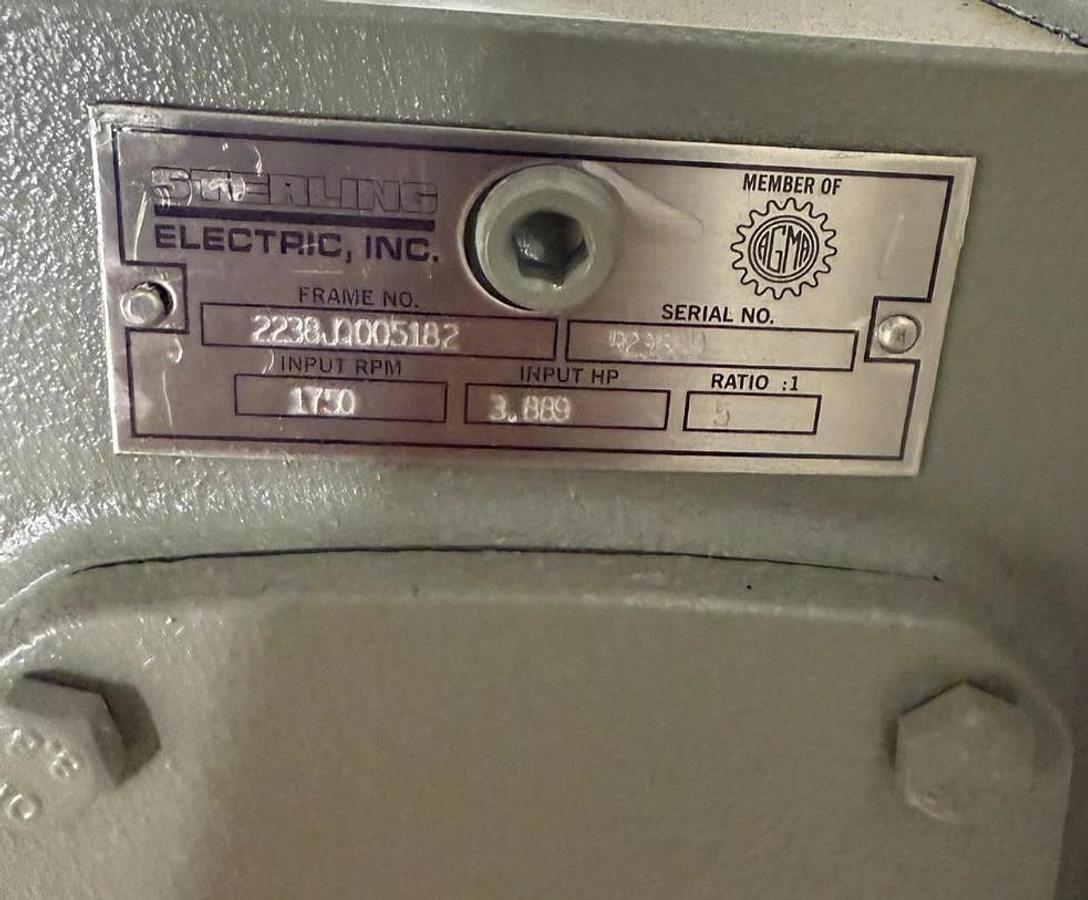 STERLING
ELECTRIC, INC.
MEMBER OF
AGMA
FRAME NO.
2238JQ005182
SERIAL NO.
INPUT RPM
1750
INPUT HP
3.889
RATIO :1
5